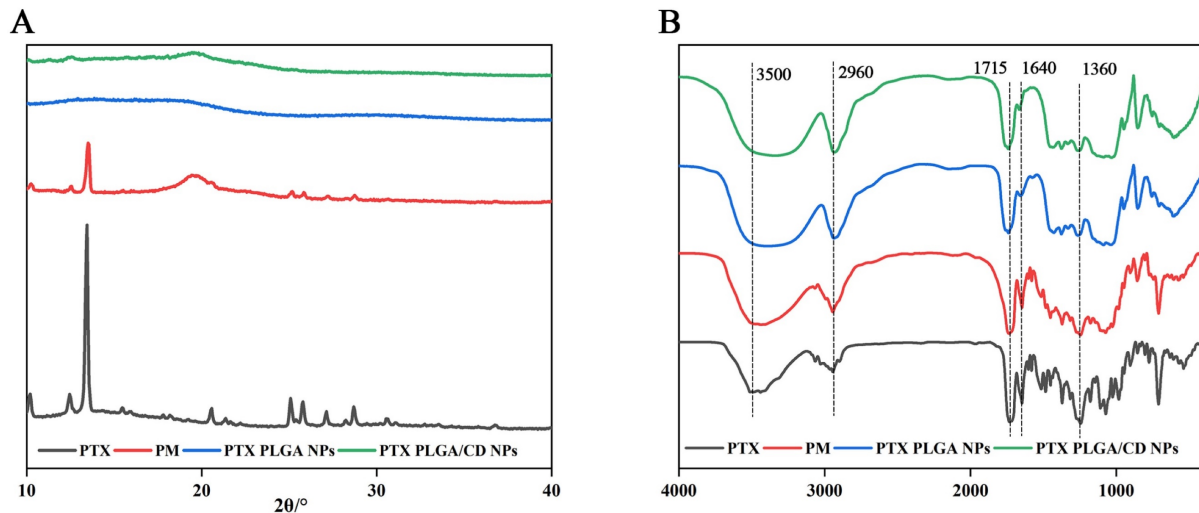 A
PTX PM PTX PLGA NPs PTX PLGA/CD NPs
10 20 30 40
2θ/°
B
3500 2960 1715 1640 1360
PTX PM PTX PLGA NPs PTX PLGA/CD NPs
4000 3000 2000 1000